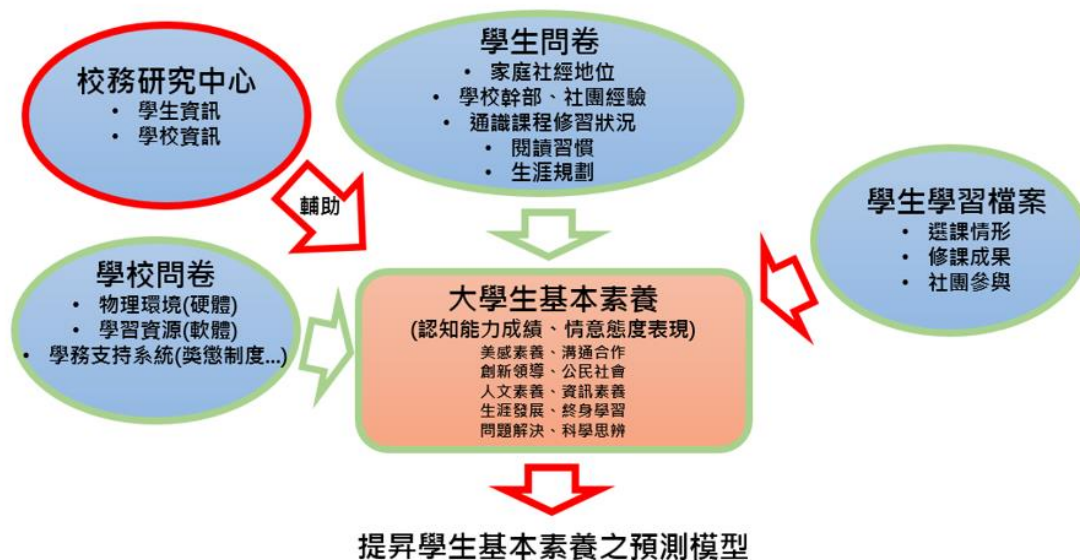 校務研究中心
• 學生資訊
• 學校資訊
輔助
學生問卷
• 家庭社經地位
• 學校幹部、社團經驗
• 通識課程修習狀況
• 閱讀習慣
• 生涯規劃
學生學習檔案
• 選課情形
• 修課成果
• 社團參與
學校問卷
• 物理環境(硬體)
• 學習資源(軟體)
• 學務支持系統(獎懲制度...)
大學生基本素養
(認知能力成績、情意態度表現)
美感素養、溝通合作
創新領導、公民社會
人文素養、資訊素養
生涯發展、終身學習
問題解決、科學思辨
提昇學生基本素養之預測模型